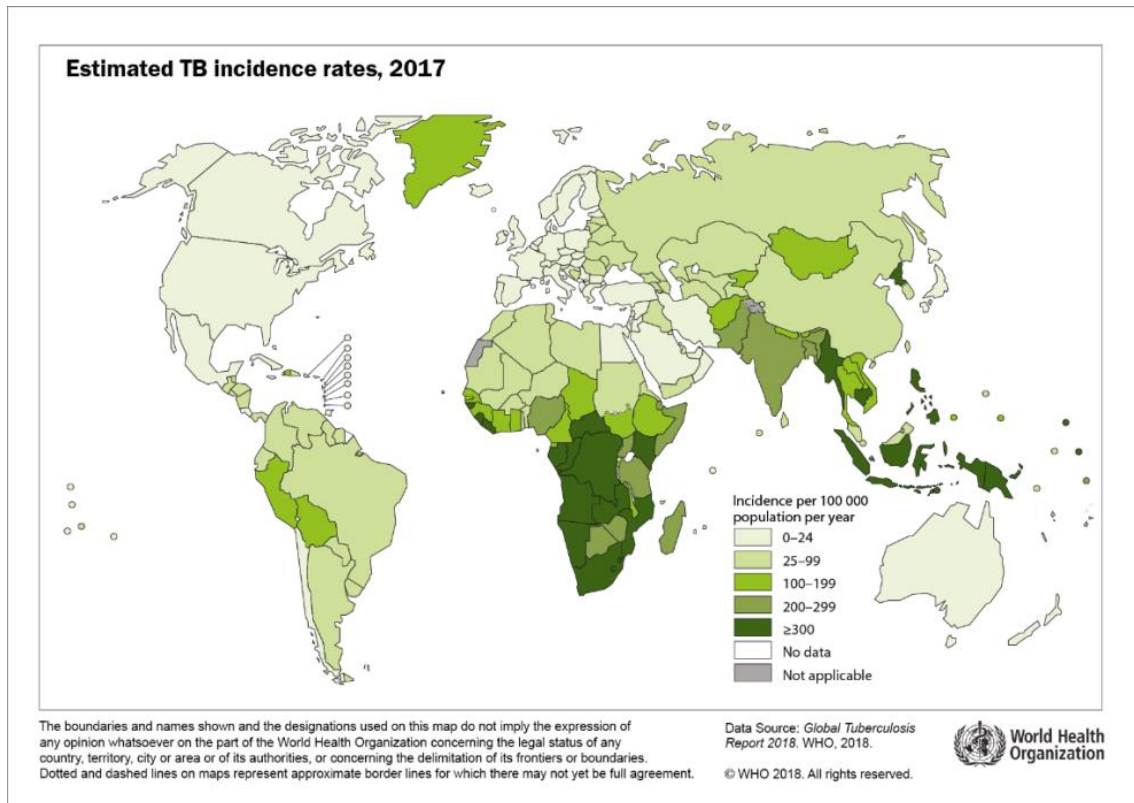 Estimated TB incidence rates, 2017
Incidence per 100 000
population per year
0–24
25–99
100–199
200–299
≥300
No data
Not applicable
The boundaries and names shown and the designations used on this map do not imply the expression of
any opinion whatsoever on the part of the World Health Organization concerning the legal status of any
country, territory, city or area or of its authorities, or concerning the delimitation of its frontiers or boundaries.
Dotted and dashed lines on maps represent approximate border lines for which there may not yet be full agreement.
Data Source: Global Tuberculosis
Report 2018. WHO, 2018.
© WHO 2018. All rights reserved.
World Health
Organization